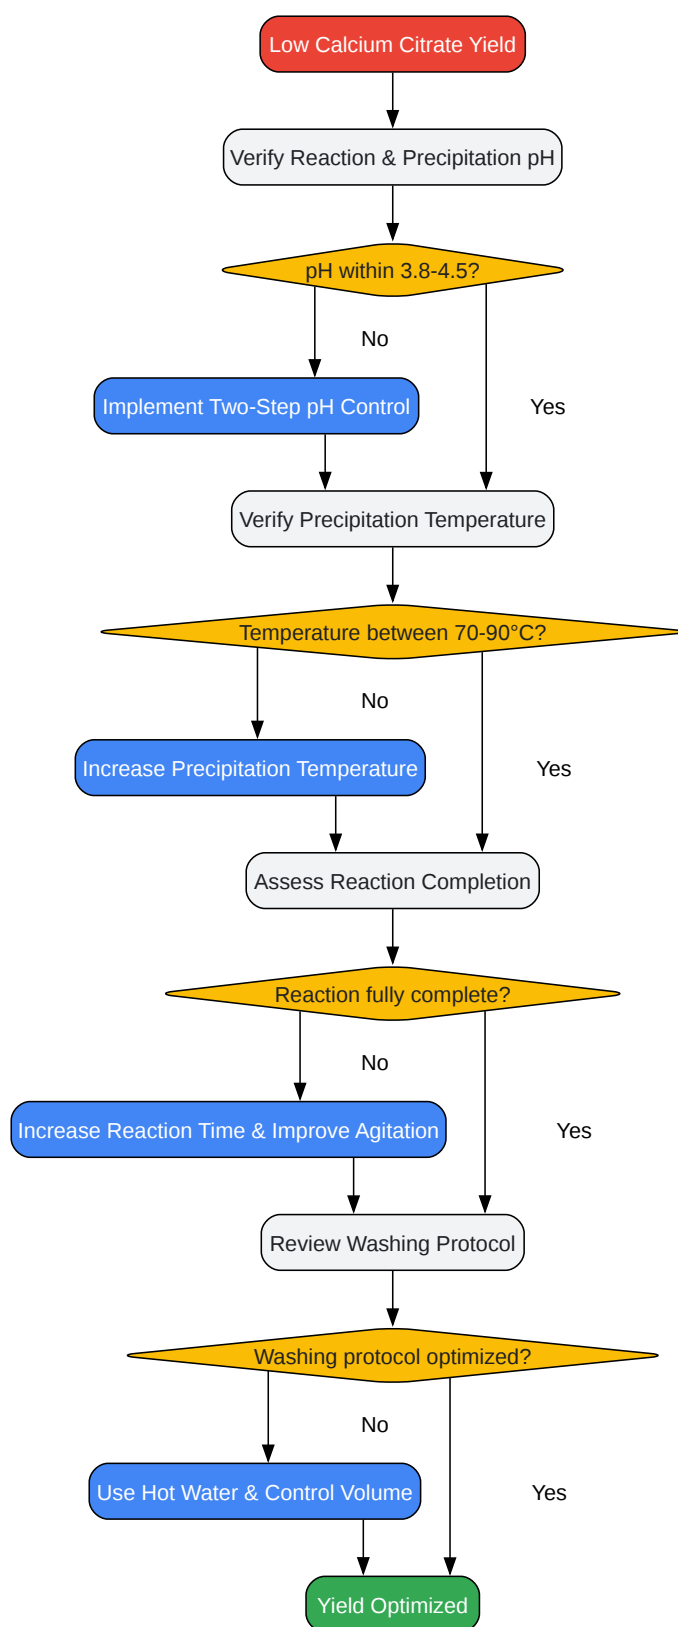 Low Calcium Citrate Yield
Verify Reaction & Precipitation pH
pH within 3.8-4.5?
No
Implement Two-Step pH Control
Yes
Verify Precipitation Temperature
Temperature between 70-90°C?
No
Increase Precipitation Temperature
Yes
Assess Reaction Completion
Reaction fully complete?
No
Increase Reaction Time & Improve Agitation
Yes
Review Washing Protocol
Washing protocol optimized?
No
Use Hot Water & Control Volume
Yes
Yield Optimized